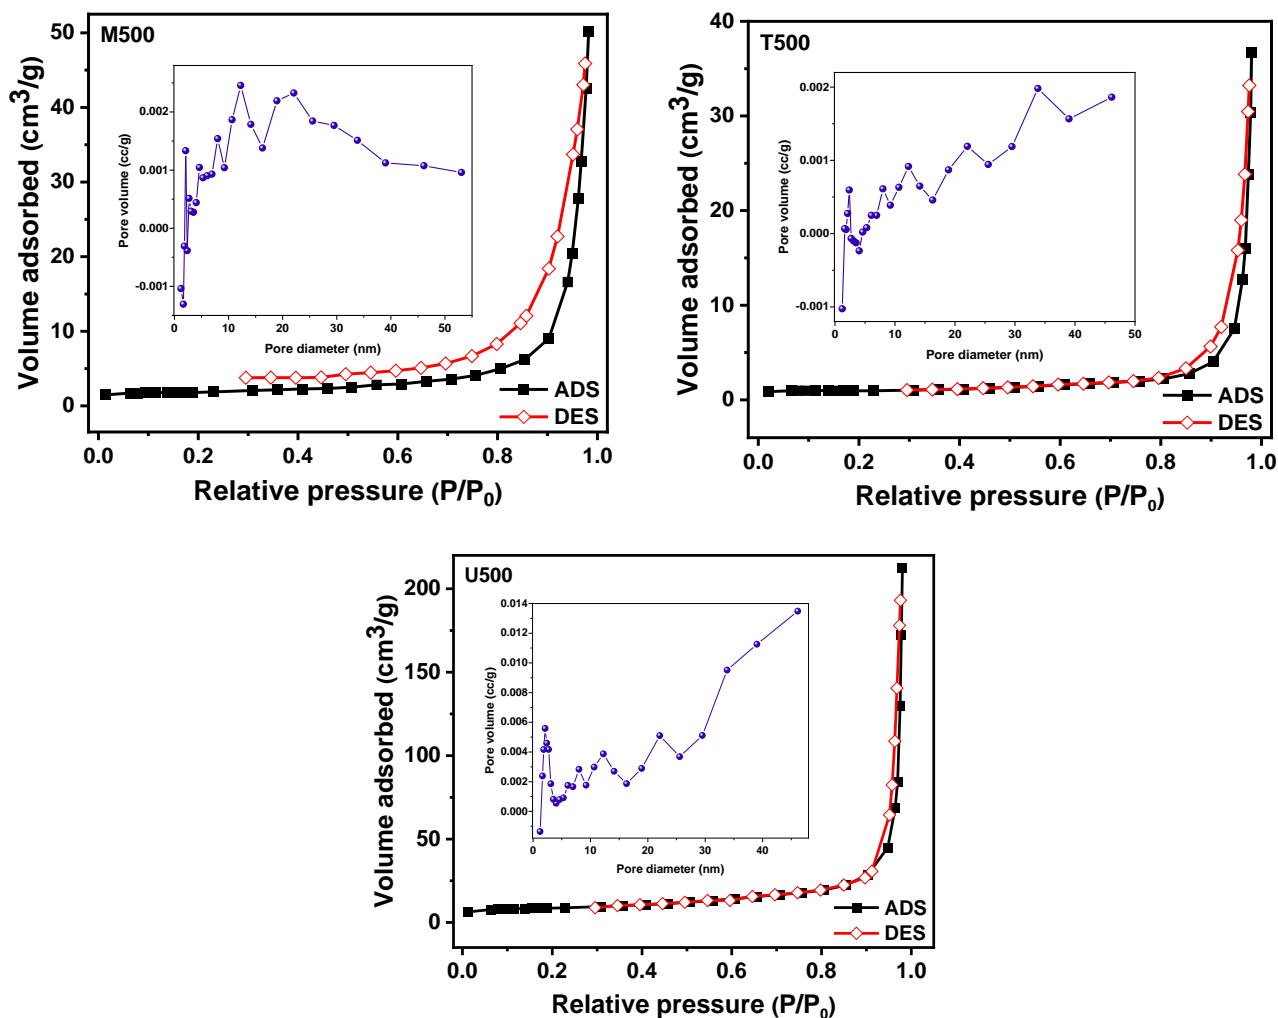 M500
Volume adsorbed (cm³/g)
50
40
30
20
10
0
0.0 0.2 0.4 0.6 0.8 1.0
Relative pressure (P/P₀)
ADS
DES
Pore volume (cc/g)
0.002
0.001
0.000
-0.001
0 10 20 30 40 50
Pore diameter (nm)
T500
Volume adsorbed (cm³/g)
40
30
20
10
0
0.0 0.2 0.4 0.6 0.8 1.0
Relative pressure (P/P₀)
ADS
DES
Pore volume (cc/g)
0.002
0.001
0.000
-0.001
0 10 20 30 40 50
Pore diameter (nm)
U500
Volume adsorbed (cm³/g)
200
150
100
50
0
0.0 0.2 0.4 0.6 0.8 1.0
Relative pressure (P/P₀)
ADS
DES
Pore volume (cc/g)
0.014
0.012
0.010
0.008
0.006
0.004
0.002
0.000
0 10 20 30 40
Pore diameter (nm)